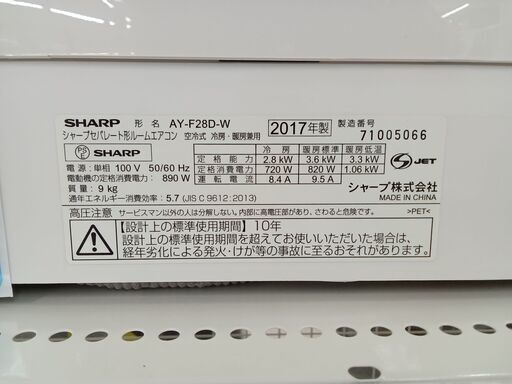 SHARP 形名 AY-F28D-W 2017年製 製造番号 71005066
シャープセパレート形ルームエアコン 空冷式 冷房・暖房兼用
PSE SHARP
電源:単相 100 V 50/60 Hz
電動機の定格消費電力: 890 W
質量: 9 kg
冷房 暖房標準 暖房低温
定格能力 2.8 kW 3.6 kW 3.3 kW
定格消費電力 720 W 820 W 1.06 kW
運転電流 8.4 A 9.5 A
S JET
通年エネルギー消費効率: 5.7 (JIS C 9612:2013)
シャープ株式会社
MADE IN CHINA
高圧注意 サービスマン以外の人は分解しない。内部に高電圧部があり、さわると危険です。
>PET<
【設計上の標準使用期間】10年
設計上の標準使用期間を超えてお使いいただいた場合は、
経年劣化による発火・けが等の事故に至るおそれがあります。